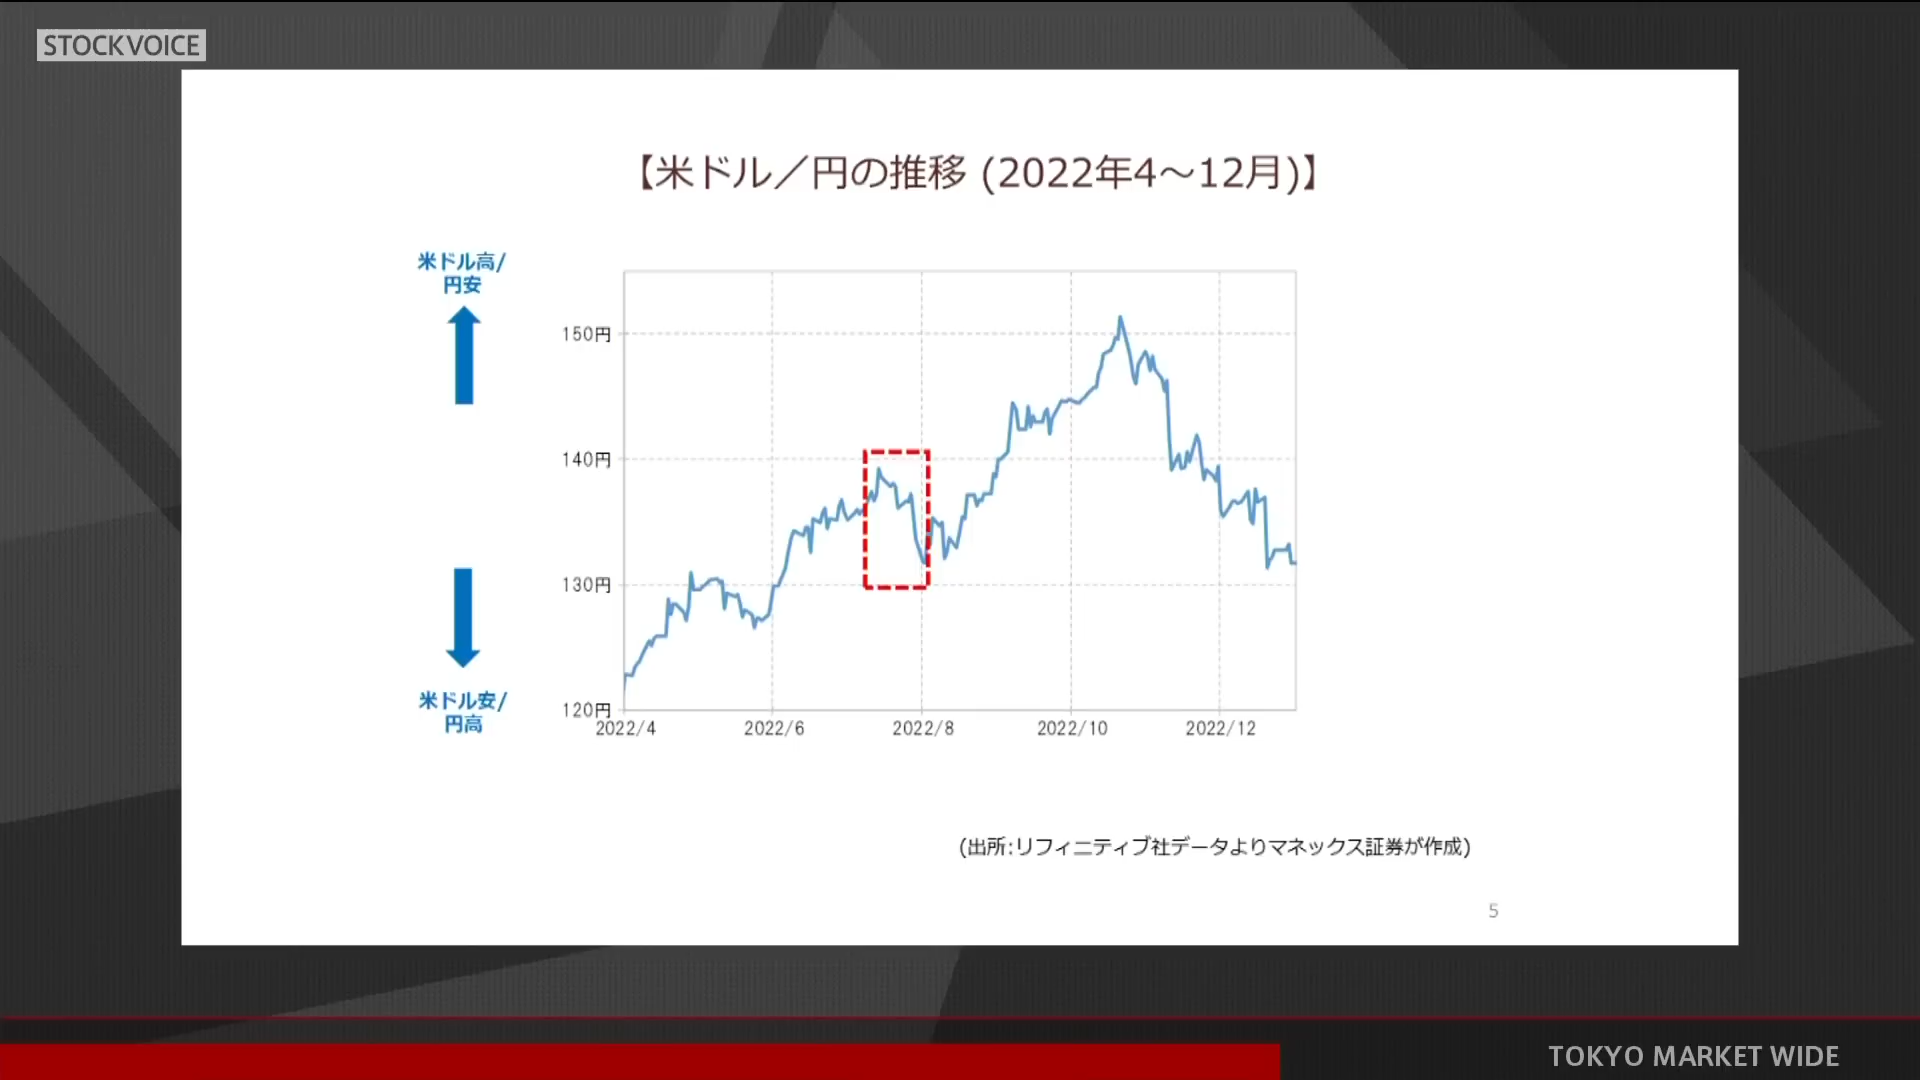 STOCKVOICE
【米ドル／円の推移 (2022年4～12月)】
米ドル高/
円安
150円
140円
130円
120円
米ドル安/
円高
2022/4
2022/6
2022/8
2022/10
2022/12
(出所:リフィニティブ社データよりマネックス証券が作成)
5
TOKYO MARKET WIDE